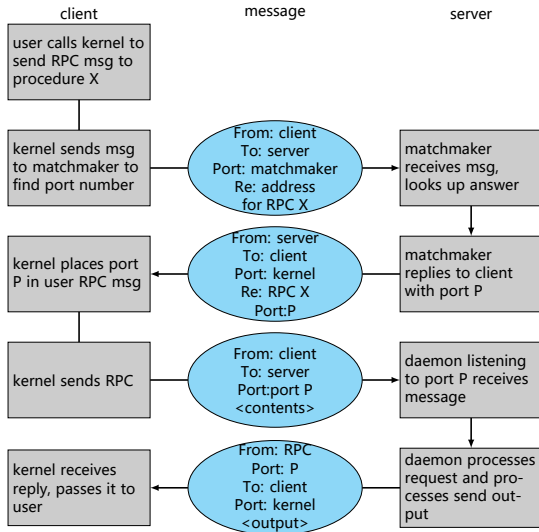 client
message
server
user calls kernel to
send RPC msg to
procedure X
kernel sends msg
to matchmaker to
find port number
From: client
To: server
Port: matchmaker
Re: address
for RPC X
matchmaker
receives msg,
looks up answer
kernel places port
P in user RPC msg
From: server
To: client
Port: kernel
Re: RPC X
Port:P
matchmaker
replies to client
with port P
kernel sends RPC
From: client
To: server
Port:port P
<contents>
daemon listening
to port P receives
message
kernel receives
reply, passes it to
user
From: RPC
Port: P
To: client
Port: kernel
<output>
daemon processes
request and pro-
cesses send out-
put